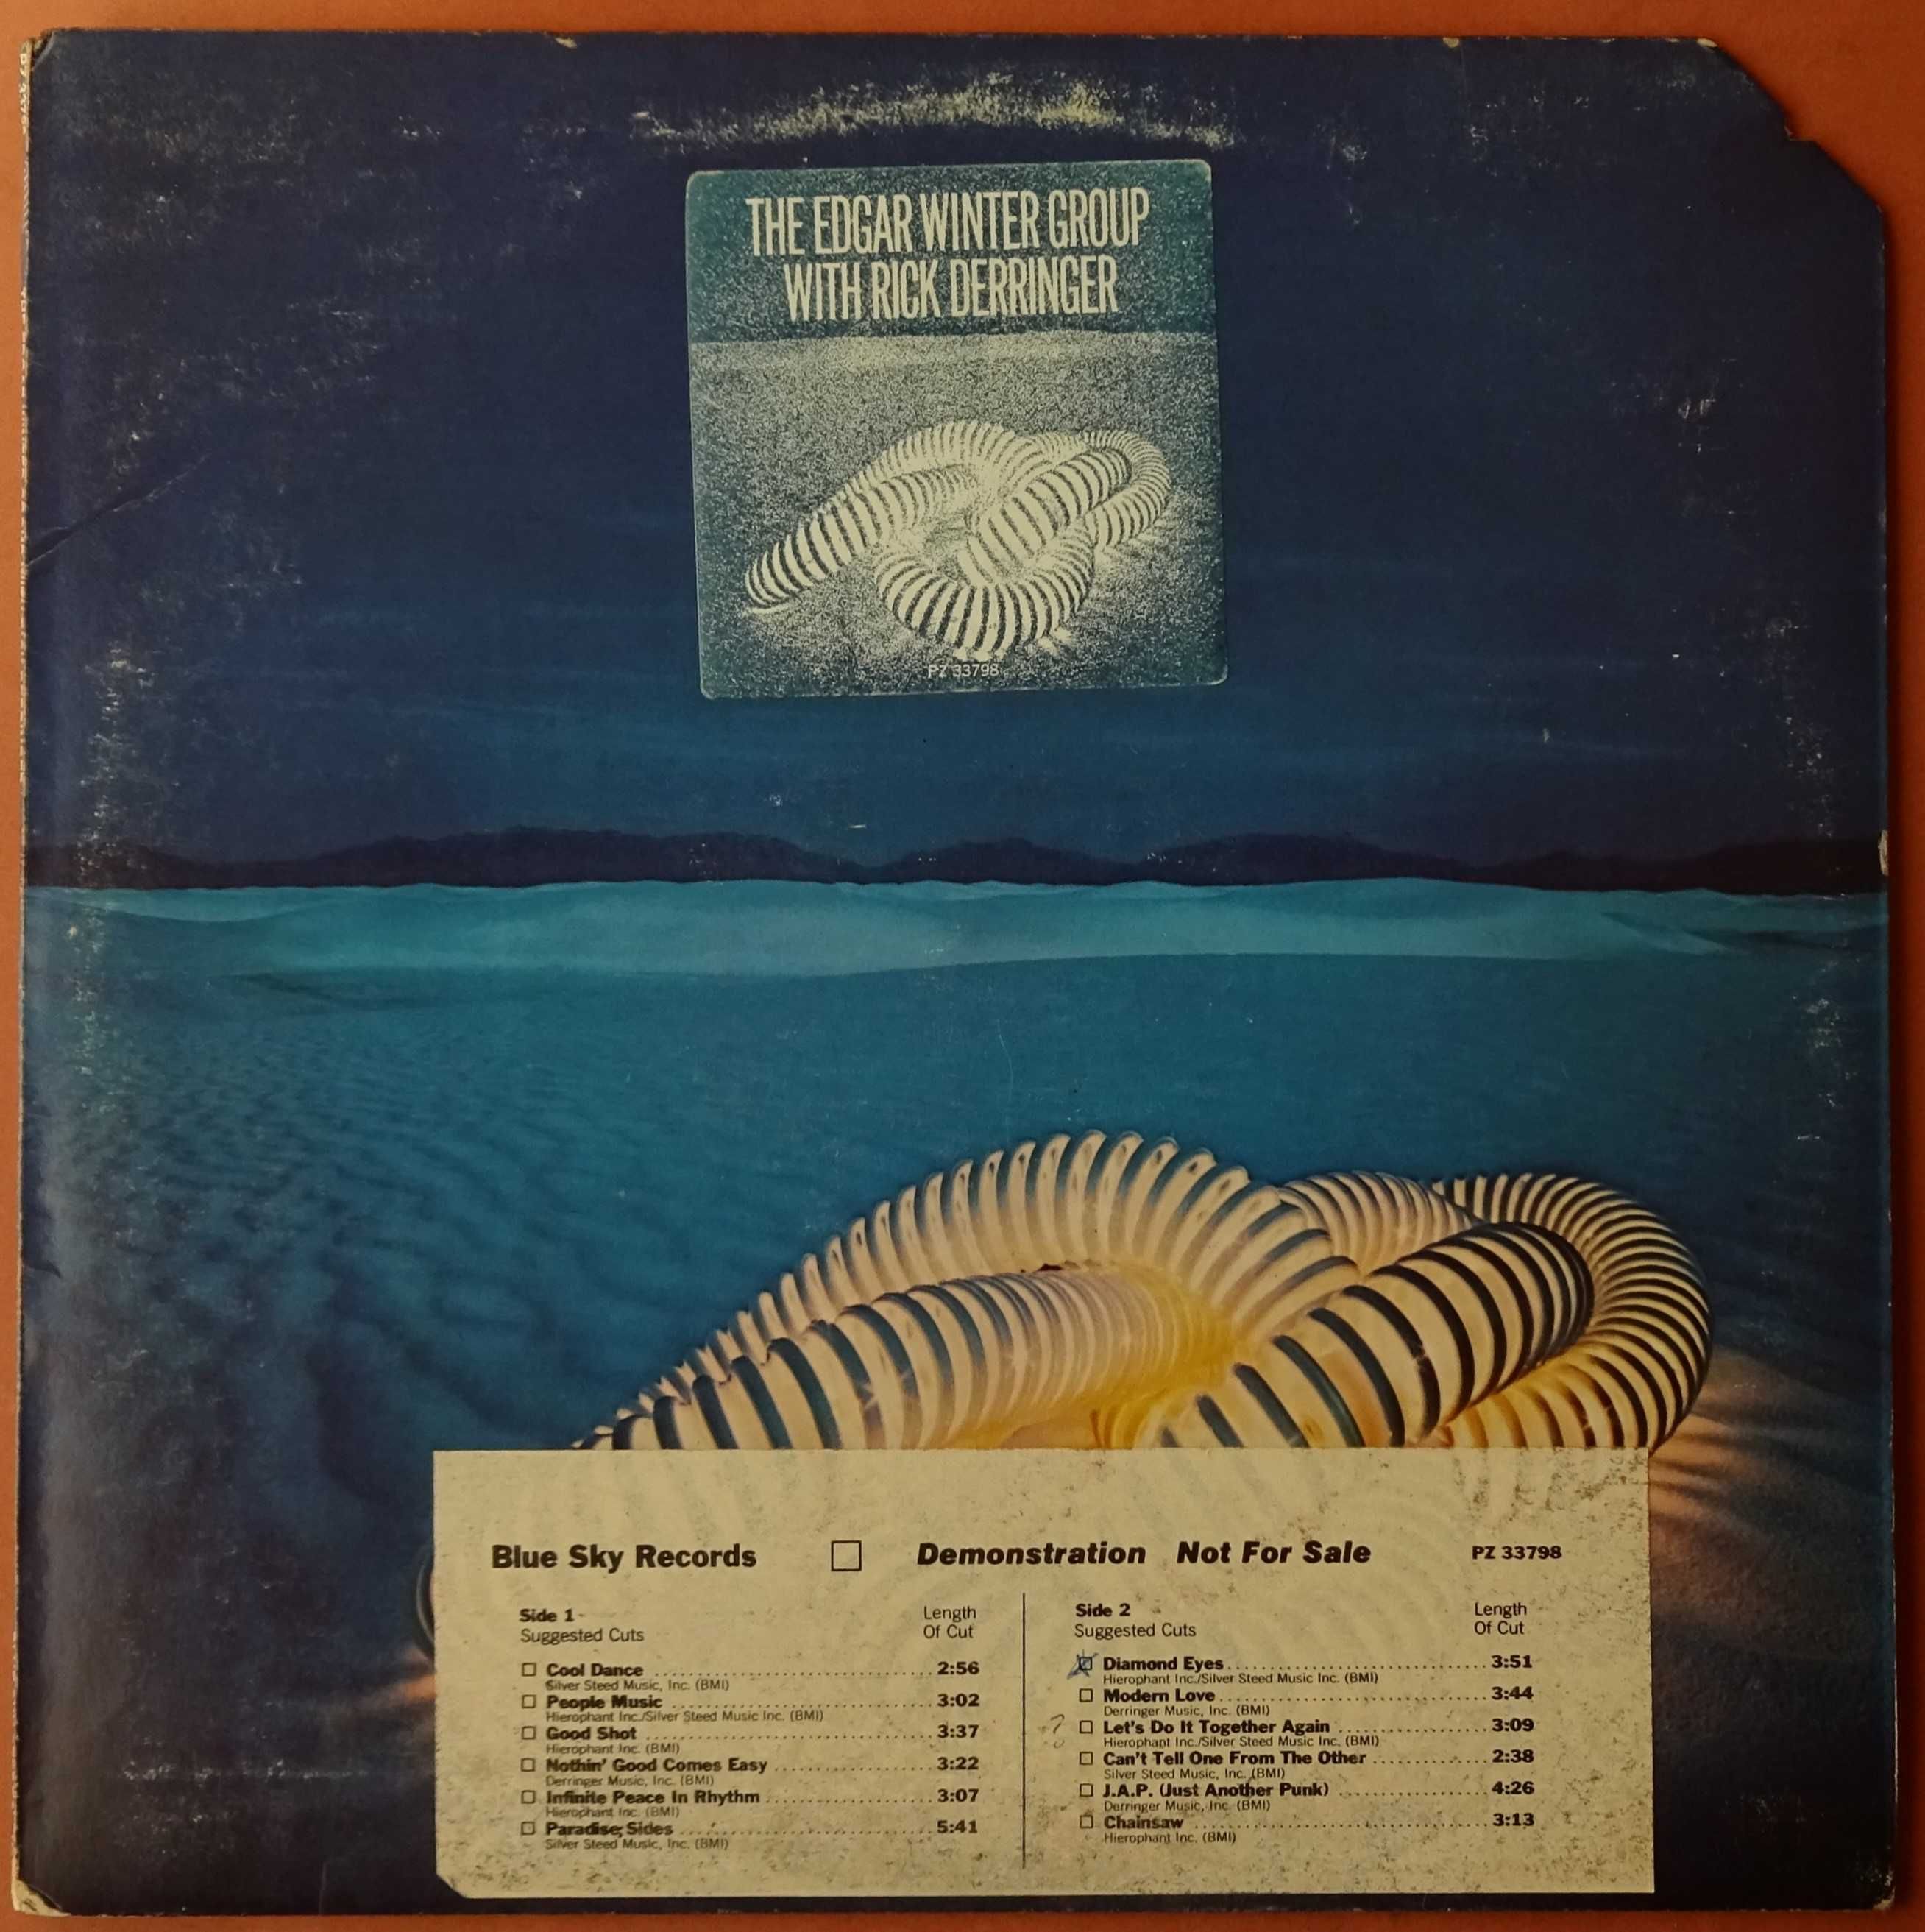 THE EDGAR WINTER GROUP
WITH RICK DERRINGER
PZ 33798
Blue Sky Records □ Demonstration Not For Sale PZ 33798
Side 1
Suggested Cuts
Length
Of Cut
Cool Dance 2:56
Silver Steed Music, Inc. (BMI)
People Music 3:02
Hierophant Inc./Silver Steed Music Inc. (BMI)
Good Shot 3:37
Hierophant Inc. (BMI)
Nothin' Good Comes Easy 3:22
Derringer Music, Inc. (BMI)
Infinite Peace In Rhythm 3:07
Hierophant Inc. (BMI)
Paradise; Sides 5:41
Silver Steed Music, Inc. (BMI)
Side 2
Suggested Cuts
Length
Of Cut
Diamond Eyes 3:51
Hierophant Inc./Silver Steed Music Inc. (BMI)
Modern Love 3:44
Derringer Music, Inc. (BMI)
? Let's Do It Together Again 3:09
Hierophant Inc./Silver Steed Music Inc. (BMI)
Can't Tell One From The Other 2:38
Silver Steed Music, Inc. (BMI)
J.A.P. (Just Another Punk) 4:26
Derringer Music, Inc. (BMI)
Chainsaw 3:13
Hierophant Inc. (BMI)